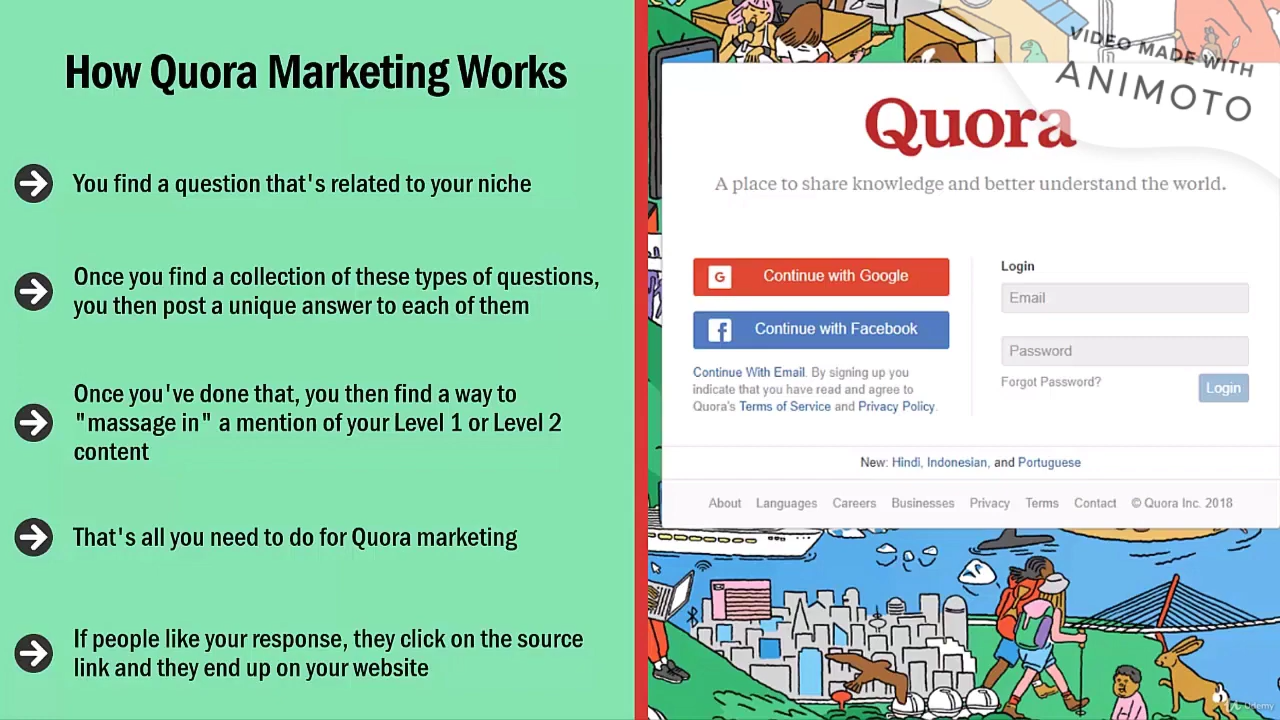 How Quora Marketing Works
You find a question that's related to your niche
Once you find a collection of these types of questions,
you then post a unique answer to each of them
Once you've done that, you then find a way to
"massage in" a mention of your Level 1 or Level 2
content
That's all you need to do for Quora marketing
If people like your response, they click on the source
link and they end up on your website
VIDEO MADE WITH
ANIMOTO
Quora
A place to share knowledge and better understand the world.
G Continue with Google
f Continue with Facebook
Continue With Email. By signing up you
indicate that you have read and agree to
Quora's Terms of Service and Privacy Policy.
Login
Email
Password
Forgot Password?
Login
New: Hindi, Indonesian, and Portuguese
About Languages Careers Businesses Privacy Terms Contact © Quora Inc. 2018
Udemy